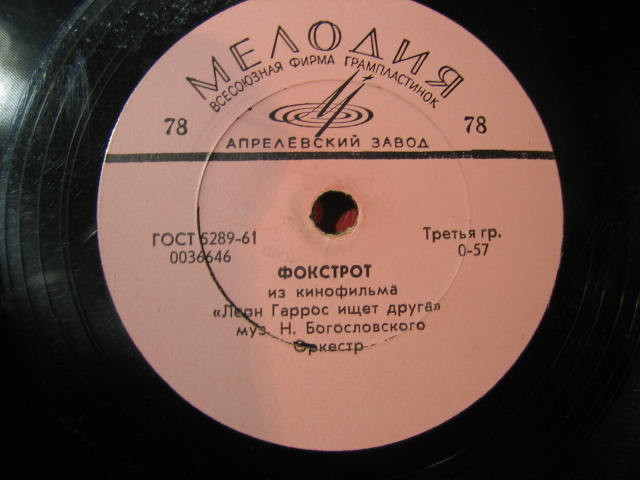 МЕЛОДИЯ
ВСЕСОЮЗНАЯ ФИРМА ГРАМПЛАСТИНОК
78 78
АПРЕЛЕВСКИЙ ЗАВОД
ГОСТ 5289-61 Третья гр.
0036646 0-57
ФОКСТРОТ
из кинофильма
«Леон Гаррос ищет друга»
муз. Н. Богословского
Оркестр